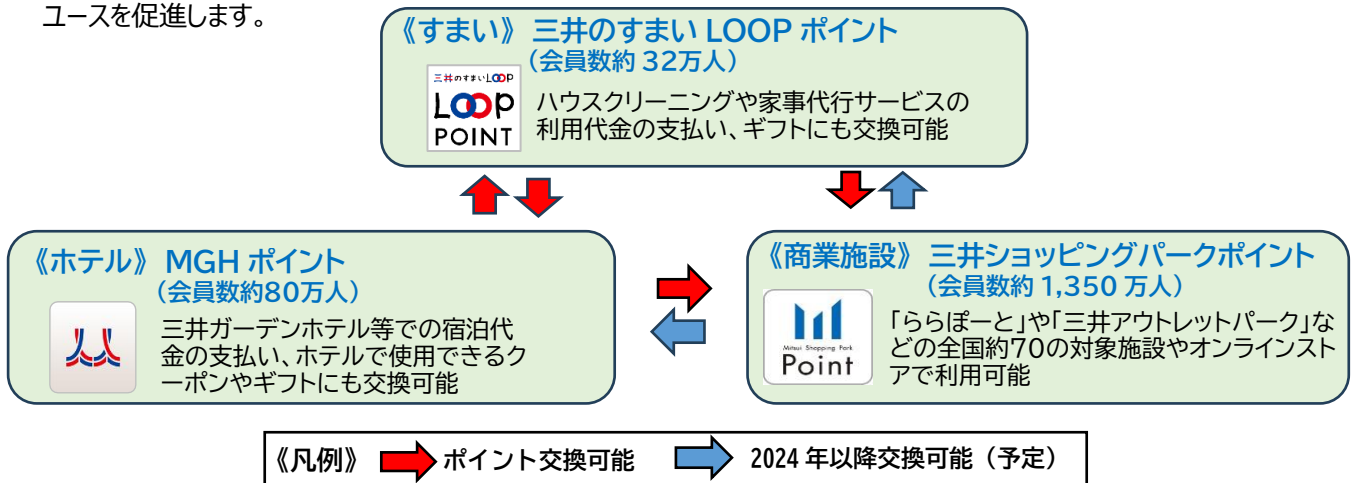 ユースを促進します。
《すまい》 三井のすまい LOOP ポイント
(会員数約 32万人)
三井のすまいLOOP
LOOP
POINT
ハウスクリーニングや家事代行サービスの
利用代金の支払い、ギフトにも交換可能
《ホテル》 MGH ポイント
(会員数約80万人)
三井ガーデンホテル等での宿泊代
金の支払い、ホテルで使用できるク
ーポンやギフトにも交換可能
《商業施設》 三井ショッピングパークポイント
(会員数約 1,350 万人)
Mitsui Shopping Park
Point
「ららぽーと」や「三井アウトレットパーク」な
どの全国約70の対象施設やオンラインスト
アで利用可能
《凡例》 ポイント交換可能 2024 年以降交換可能(予定)